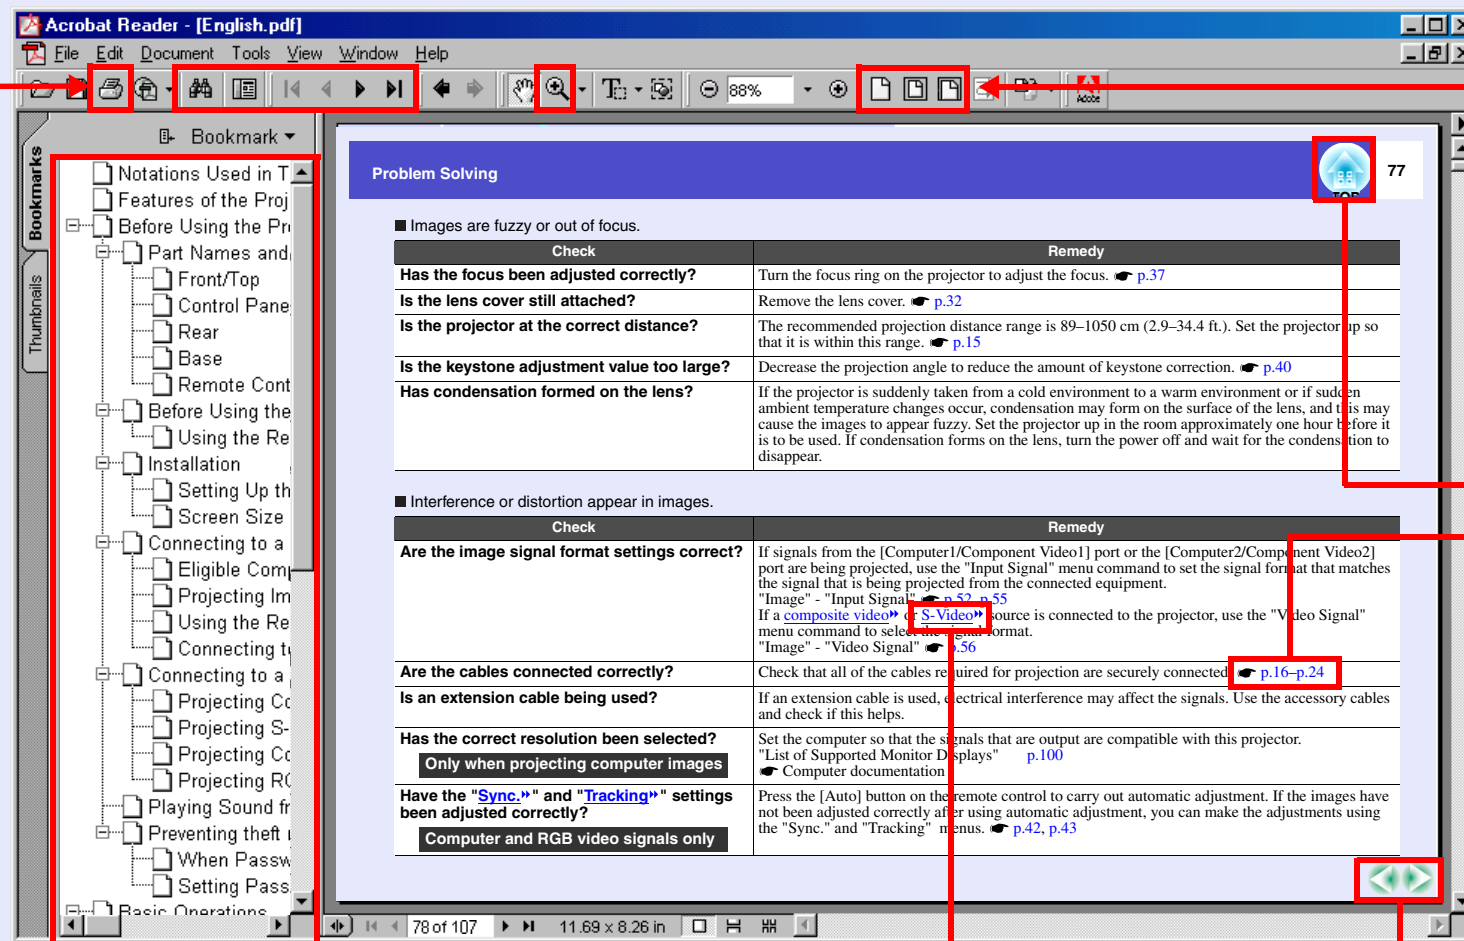 Acrobat Reader - [English.pdf]
File Edit Document Tools View Window Help
88%
Adobe
Bookmarks
Thumbnails
Bookmark
Notations Used in T
Features of the Proj
Before Using the Pr
Part Names and
Front/Top
Control Pane
Rear
Base
Remote Cont
Before Using the
Using the Re
Installation
Setting Up th
Screen Size
Connecting to a
Eligible Com
Projecting Im
Using the Re
Connecting t
Connecting to a
Projecting Co
Projecting S-
Projecting Co
Projecting RG
Playing Sound fr
Preventing theft
When Passw
Setting Pass
Basic Operations
Problem Solving
TOP
77
■ Images are fuzzy or out of focus.
Check Remedy
Has the focus been adjusted correctly? Turn the focus ring on the projector to adjust the focus. ☛ p.37
Is the lens cover still attached? Remove the lens cover. ☛ p.32
Is the projector at the correct distance? The recommended projection distance range is 89–1050 cm (2.9–34.4 ft.). Set the projector up so
that it is within this range. ☛ p.15
Is the keystone adjustment value too large? Decrease the projection angle to reduce the amount of keystone correction. ☛ p.40
Has condensation formed on the lens? If the projector is suddenly taken from a cold environment to a warm environment or if sudden
ambient temperature changes occur, condensation may form on the surface of the lens, and this may
cause the images to appear fuzzy. Set the projector up in the room approximately one hour before it
is to be used. If condensation forms on the lens, turn the power off and wait for the condensation to
disappear.
■ Interference or distortion appear in images.
Check Remedy
Are the image signal format settings correct? If signals from the [Computer1/Component Video1] port or the [Computer2/Component Video2]
port are being projected, use the "Input Signal" menu command to set the signal format that matches
the signal that is being projected from the connected equipment.
"Image" - "Input Signal" ☛ p.52, p.55
If a composite video» or S-Video» source is connected to the projector, use the "Video Signal"
menu command to select the signal format.
"Image" - "Video Signal" ☛ p.56
Are the cables connected correctly? Check that all of the cables required for projection are securely connected. ☛ p.16–p.24
Is an extension cable being used? If an extension cable is used, electrical interference may affect the signals. Use the accessory cables
and check if this helps.
Has the correct resolution been selected? Set the computer so that the signals that are output are compatible with this projector.
Only when projecting computer images "List of Supported Monitor Displays" p.100
☛ Computer documentation
Have the "Sync.»" and "Tracking»" settings Press the [Auto] button on the remote control to carry out automatic adjustment. If the images have
been adjusted correctly? not been adjusted correctly after using automatic adjustment, you can make the adjustments using
Computer and RGB video signals only the "Sync." and "Tracking" menus. ☛ p.42, p.43
78 of 107 11.69 x 8.26 in